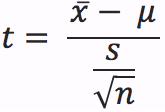 t = (x̄ − μ) / (s / √n)